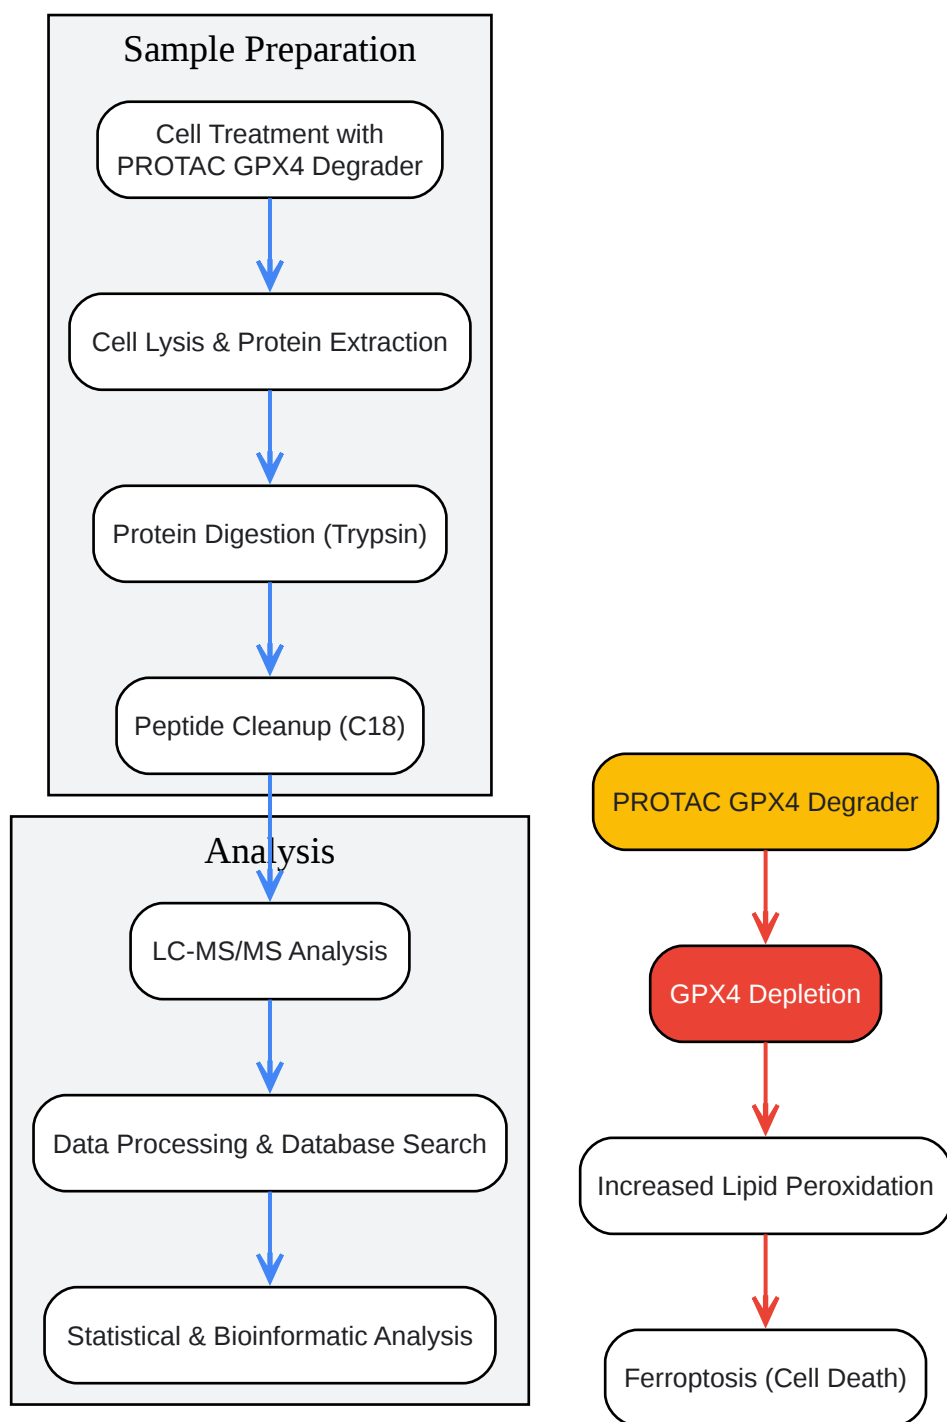 Sample Preparation
Cell Treatment with
PROTAC GPX4 Degrader
Cell Lysis & Protein Extraction
Protein Digestion (Trypsin)
Peptide Cleanup (C18)
Analysis
LC-MS/MS Analysis
Data Processing & Database Search
Statistical & Bioinformatic Analysis
PROTAC GPX4 Degrader
GPX4 Depletion
Increased Lipid Peroxidation
Ferroptosis (Cell Death)